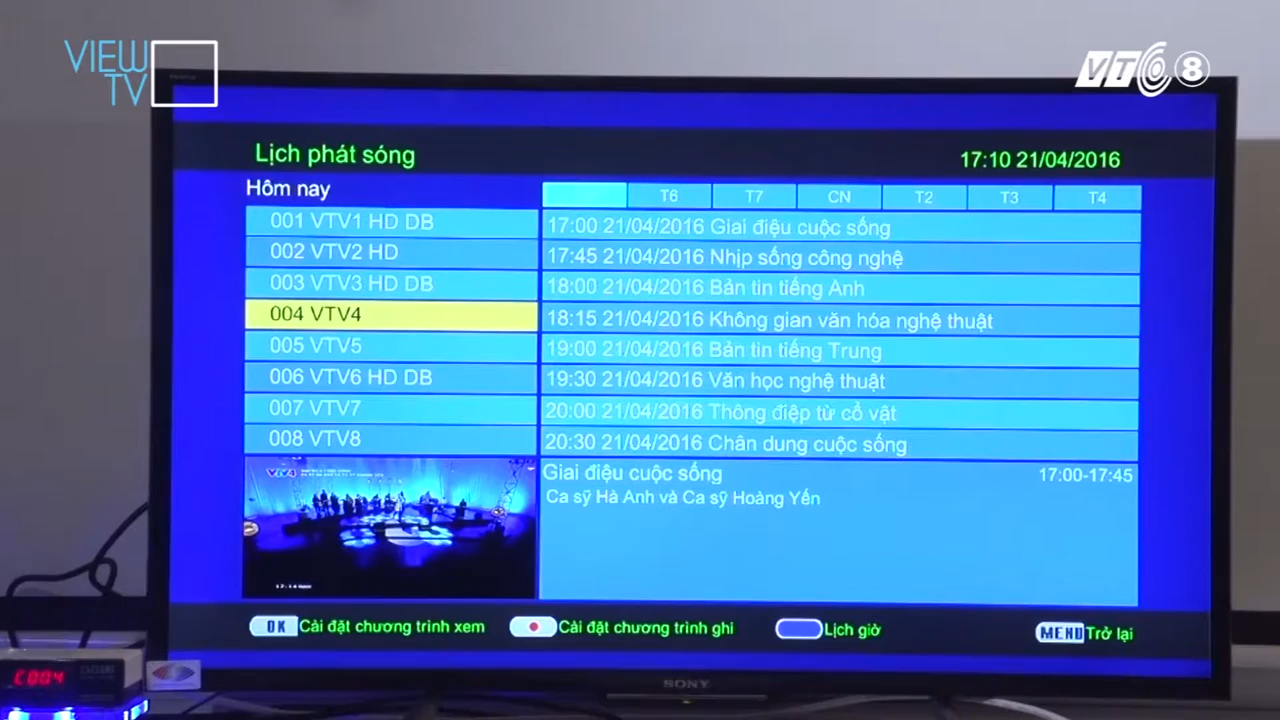 VIEW
TV
VTC 8
Lịch phát sóng
17:10 21/04/2016
Hôm nay
T6 T7 CN T2 T3 T4
001 VTV1 HD DB
17:00 21/04/2016 Giai điệu cuộc sống
002 VTV2 HD
17:45 21/04/2016 Nhịp sống công nghệ
003 VTV3 HD DB
18:00 21/04/2016 Bản tin tiếng Anh
004 VTV4
18:15 21/04/2016 Không gian văn hóa nghệ thuật
005 VTV5
19:00 21/04/2016 Bản tin tiếng Trung
006 VTV6 HD DB
19:30 21/04/2016 Văn học nghệ thuật
007 VTV7
20:00 21/04/2016 Thông điệp từ cổ vật
008 VTV8
20:30 21/04/2016 Chân dung cuộc sống
VTV4
Giai điệu cuộc sống 17:00-17:45
Ca sỹ Hà Anh và Ca sỹ Hoàng Yến
OK Cài đặt chương trình xem
Cài đặt chương trình ghi
Lịch giờ
MENU Trở lại
C004
SONY